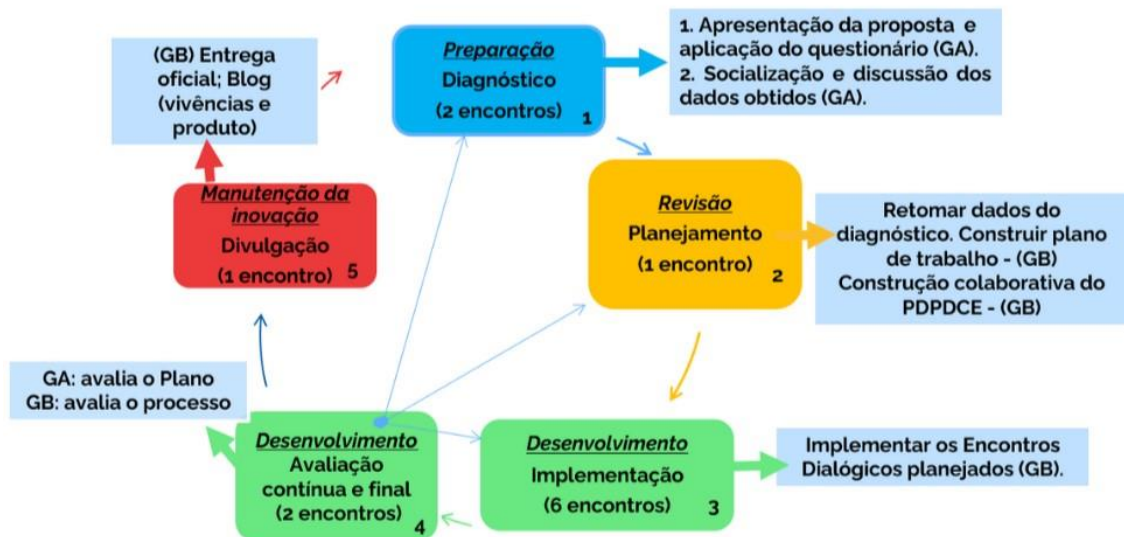 Preparação
Diagnóstico
(2 encontros)
1
1. Apresentação da proposta e
aplicação do questionário (GA).
2. Socialização e discussão dos
dados obtidos (GA).
Revisão
Planejamento
(1 encontro)
2
Retomar dados do
diagnóstico. Construir plano
de trabalho - (GB)
Construção colaborativa do
PDPDCE - (GB)
Desenvolvimento
Implementação
(6 encontros)
3
Implementar os Encontros
Dialógicos planejados (GB).
Desenvolvimento
Avaliação
contínua e final
(2 encontros)
4
GA: avalia o Plano
GB: avalia o processo
Manutenção da
inovação
Divulgação
(1 encontro)
5
(GB) Entrega
oficial; Blog
(vivências e
produto)